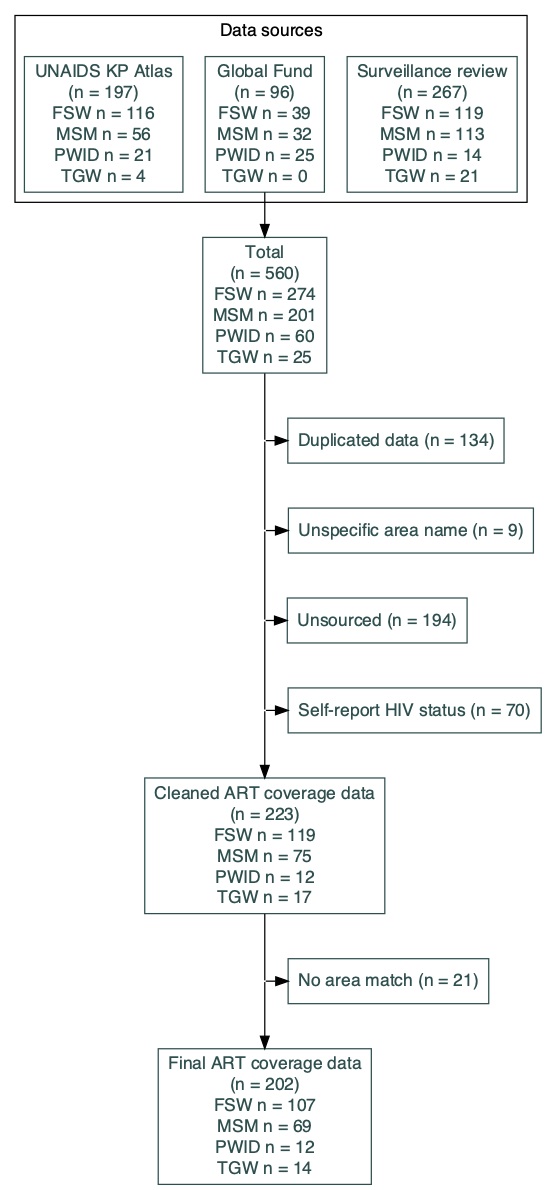 Data sources
UNAIDS KP Atlas
(n = 197)
FSW n = 116
MSM n = 56
PWID n = 21
TGW n = 4
Global Fund
(n = 96)
FSW n = 39
MSM n = 32
PWID n = 25
TGW n = 0
Surveillance review
(n = 267)
FSW n = 119
MSM n = 113
PWID n = 14
TGW n = 21
Total
(n = 560)
FSW n = 274
MSM n = 201
PWID n = 60
TGW n = 25
Duplicated data (n = 134)
Unspecific area name (n = 9)
Unsourced (n = 194)
Self-report HIV status (n = 70)
Cleaned ART coverage data
(n = 223)
FSW n = 119
MSM n = 75
PWID n = 12
TGW n = 17
No area match (n = 21)
Final ART coverage data
(n = 202)
FSW n = 107
MSM n = 69
PWID n = 12
TGW n = 14